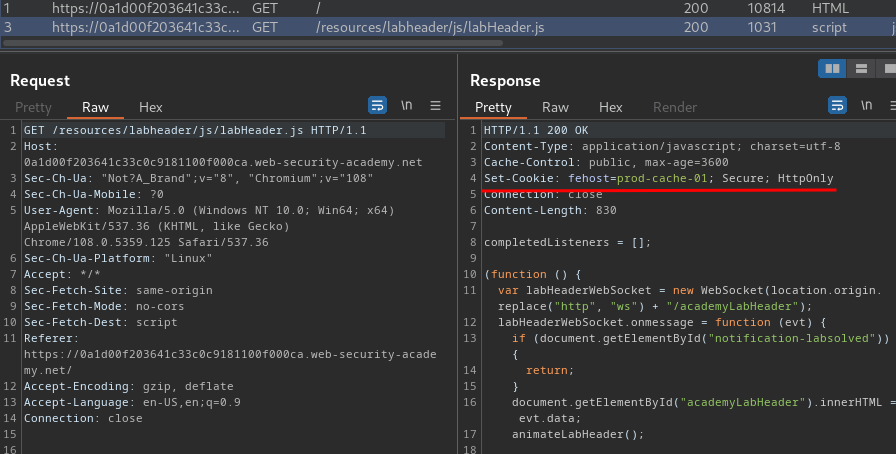 1 https://0a1d00f203641c33c... GET / 200 10814 HTML
3 https://0a1d00f203641c33c... GET /resources/labheader/js/labHeader.js 200 1031 script j
Request
Pretty Raw Hex \n
1 GET /resources/labheader/js/labHeader.js HTTP/1.1
2 Host:
0a1d00f203641c33c0c9181100f000ca.web-security-academy.net
3 Sec-Ch-Ua: "Not?A_Brand";v="8", "Chromium";v="108"
4 Sec-Ch-Ua-Mobile: ?0
5 User-Agent: Mozilla/5.0 (Windows NT 10.0; Win64; x64)
AppleWebKit/537.36 (KHTML, like Gecko)
Chrome/108.0.5359.125 Safari/537.36
6 Sec-Ch-Ua-Platform: "Linux"
7 Accept: */*
8 Sec-Fetch-Site: same-origin
9 Sec-Fetch-Mode: no-cors
10 Sec-Fetch-Dest: script
11 Referer:
https://0a1d00f203641c33c0c9181100f000ca.web-security-acade
my.net/
12 Accept-Encoding: gzip, deflate
13 Accept-Language: en-US,en;q=0.9
14 Connection: close
15
16
Response
Pretty Raw Hex Render \n
1 HTTP/1.1 200 OK
2 Content-Type: application/javascript; charset=utf-8
3 Cache-Control: public, max-age=3600
4 Set-Cookie: fehost=prod-cache-01; Secure; HttpOnly
5 Connection: close
6 Content-Length: 830
7
8 completedListeners = [];
9
10 (function () {
11 var labHeaderWebSocket = new WebSocket(location.origin.
replace("http", "ws") + "/academyLabHeader");
12 labHeaderWebSocket.onmessage = function (evt) {
13 if (document.getElementById("notification-labsolved"))
{
14 return;
15 }
16 document.getElementById("academyLabHeader").innerHTML =
evt.data;
17 animateLabHeader();
18